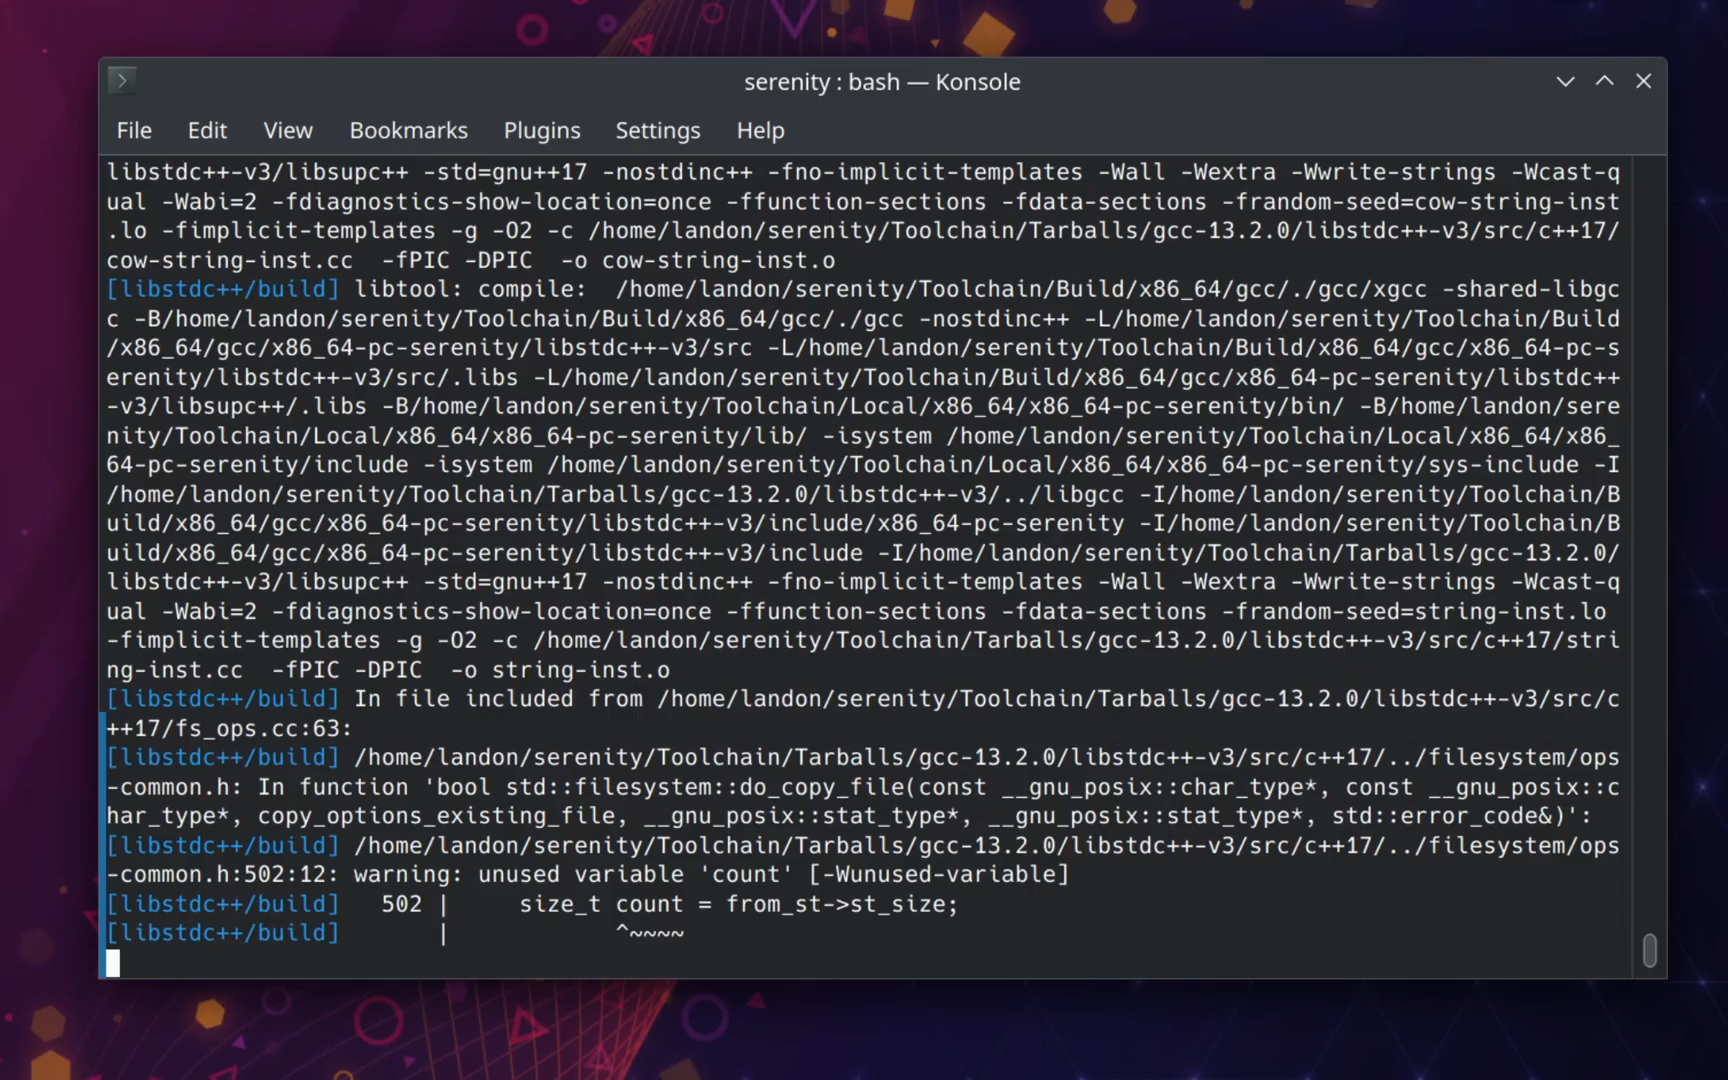 serenity : bash — Konsole
File Edit View Bookmarks Plugins Settings Help
libstdc++-v3/libsupc++ -std=gnu++17 -nostdinc++ -fno-implicit-templates -Wall -Wextra -Wwrite-strings -Wcast-q
ual -Wabi=2 -fdiagnostics-show-location=once -ffunction-sections -fdata-sections -frandom-seed=cow-string-inst
.lo -fimplicit-templates -g -O2 -c /home/landon/serenity/Toolchain/Tarballs/gcc-13.2.0/libstdc++-v3/src/c++17/
cow-string-inst.cc  -fPIC -DPIC  -o cow-string-inst.o
[libstdc++/build] libtool: compile:  /home/landon/serenity/Toolchain/Build/x86_64/gcc/./gcc/xgcc -shared-libgc
c -B/home/landon/serenity/Toolchain/Build/x86_64/gcc/./gcc -nostdinc++ -L/home/landon/serenity/Toolchain/Build
/x86_64/gcc/x86_64-pc-serenity/libstdc++-v3/src -L/home/landon/serenity/Toolchain/Build/x86_64/gcc/x86_64-pc-s
erenity/libstdc++-v3/src/.libs -L/home/landon/serenity/Toolchain/Build/x86_64/gcc/x86_64-pc-serenity/libstdc++
-v3/libsupc++/.libs -B/home/landon/serenity/Toolchain/Local/x86_64/x86_64-pc-serenity/bin/ -B/home/landon/sere
nity/Toolchain/Local/x86_64/x86_64-pc-serenity/lib/ -isystem /home/landon/serenity/Toolchain/Local/x86_64/x86_
64-pc-serenity/include -isystem /home/landon/serenity/Toolchain/Local/x86_64/x86_64-pc-serenity/sys-include -I
/home/landon/serenity/Toolchain/Tarballs/gcc-13.2.0/libstdc++-v3/../libgcc -I/home/landon/serenity/Toolchain/B
uild/x86_64/gcc/x86_64-pc-serenity/libstdc++-v3/include/x86_64-pc-serenity -I/home/landon/serenity/Toolchain/B
uild/x86_64/gcc/x86_64-pc-serenity/libstdc++-v3/include -I/home/landon/serenity/Toolchain/Tarballs/gcc-13.2.0/
libstdc++-v3/libsupc++ -std=gnu++17 -nostdinc++ -fno-implicit-templates -Wall -Wextra -Wwrite-strings -Wcast-q
ual -Wabi=2 -fdiagnostics-show-location=once -ffunction-sections -fdata-sections -frandom-seed=string-inst.lo
-fimplicit-templates -g -O2 -c /home/landon/serenity/Toolchain/Tarballs/gcc-13.2.0/libstdc++-v3/src/c++17/stri
ng-inst.cc  -fPIC -DPIC  -o string-inst.o
[libstdc++/build] In file included from /home/landon/serenity/Toolchain/Tarballs/gcc-13.2.0/libstdc++-v3/src/c
++17/fs_ops.cc:63:
[libstdc++/build] /home/landon/serenity/Toolchain/Tarballs/gcc-13.2.0/libstdc++-v3/src/c++17/../filesystem/ops
-common.h: In function 'bool std::filesystem::do_copy_file(const __gnu_posix::char_type*, const __gnu_posix::c
har_type*, copy_options_existing_file, __gnu_posix::stat_type*, __gnu_posix::stat_type*, std::error_code&)':
[libstdc++/build] /home/landon/serenity/Toolchain/Tarballs/gcc-13.2.0/libstdc++-v3/src/c++17/../filesystem/ops
-common.h:502:12: warning: unused variable 'count' [-Wunused-variable]
[libstdc++/build]   502 |     size_t count = from_st->st_size;
[libstdc++/build]       |            ^~~~~